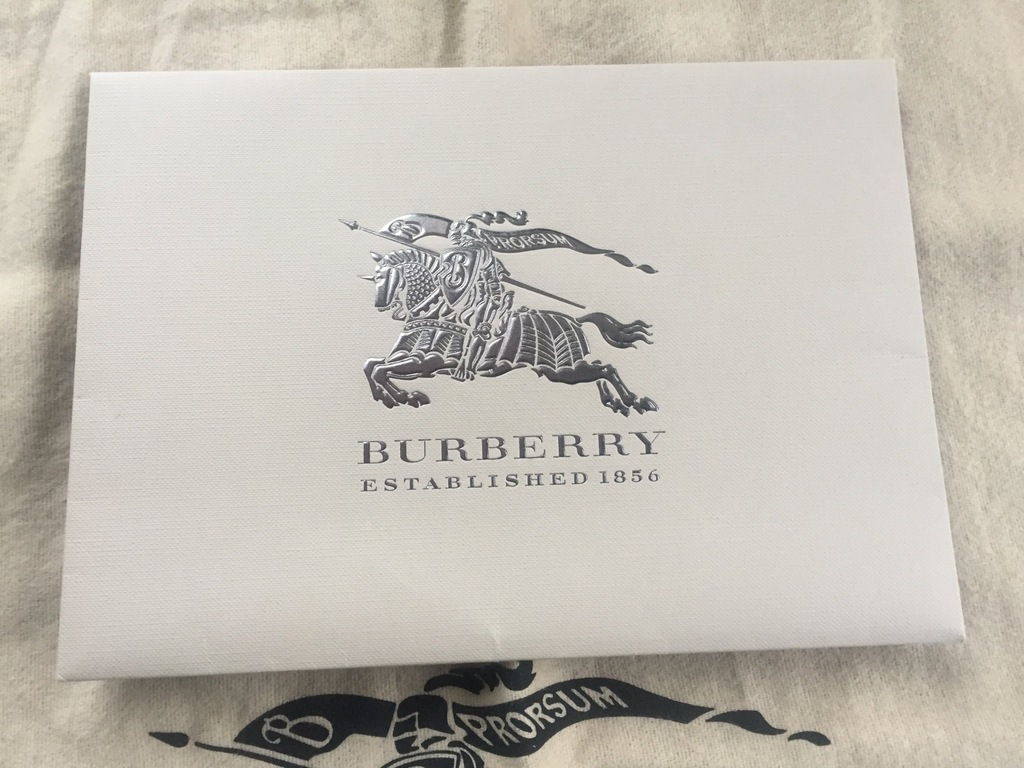 B PRORSUM
B
BURBERRY
ESTABLISHED 1856
B PRORSUM